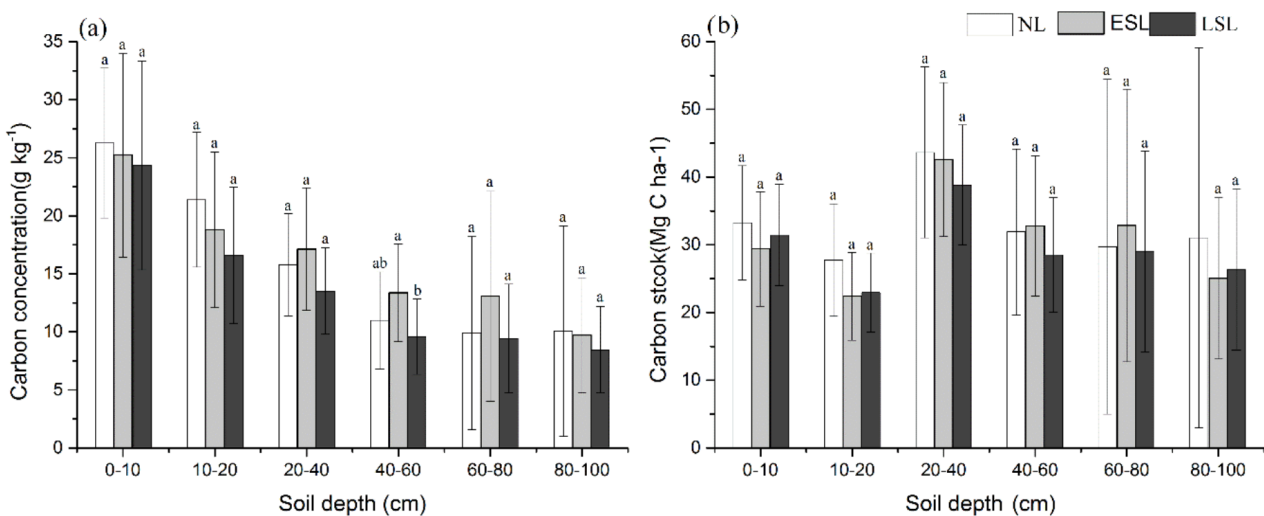 (a)
35
30
25
20
15
10
5
0
Carbon concentration(g kg⁻¹)
a a a
a a a
a a a
ab a b
a a a
a a a
0-10 10-20 20-40 40-60 60-80 80-100
Soil depth (cm)
(b)
NL ESL LSL
60
50
40
30
20
10
0
Carbon stcok(Mg C ha-1)
a a a
a a a
a a a
a a a
a a a
a a a
0-10 10-20 20-40 40-60 60-80 80-100
Soil depth (cm)